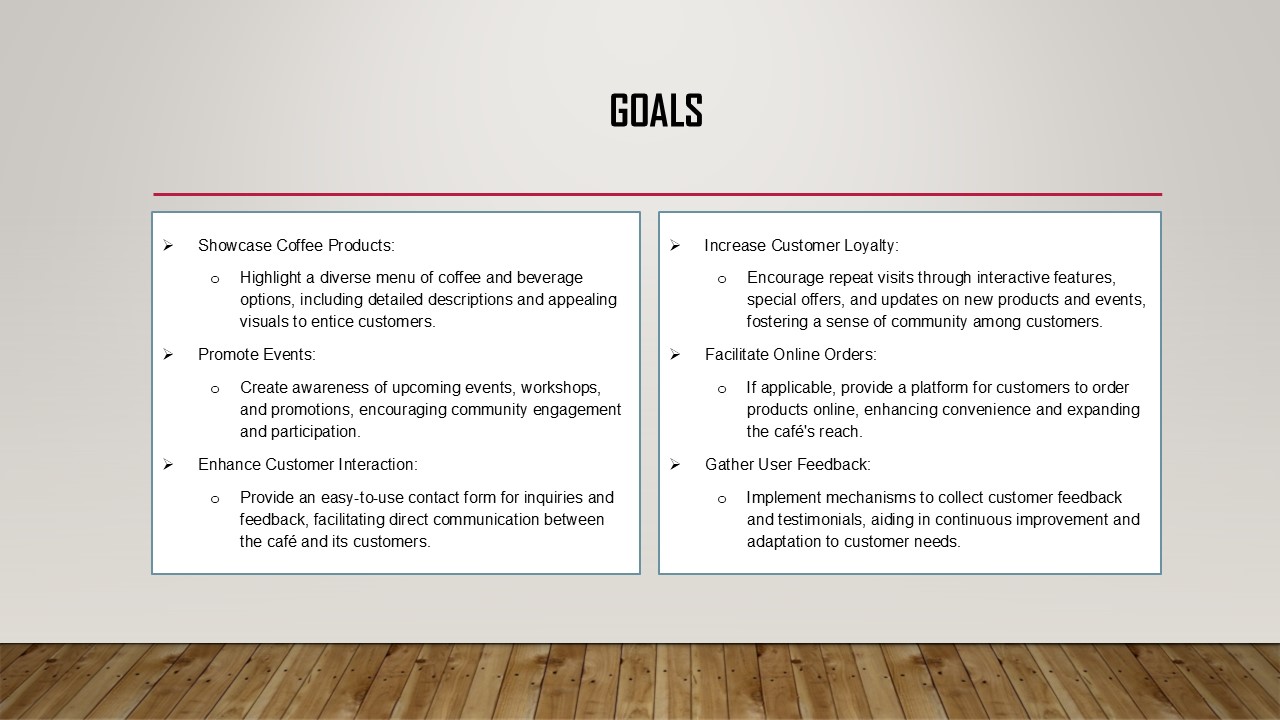 GOALS
➢ Showcase Coffee Products:
o Highlight a diverse menu of coffee and beverage
options, including detailed descriptions and appealing
visuals to entice customers.
➢ Promote Events:
o Create awareness of upcoming events, workshops,
and promotions, encouraging community engagement
and participation.
➢ Enhance Customer Interaction:
o Provide an easy-to-use contact form for inquiries and
feedback, facilitating direct communication between
the café and its customers.
➢ Increase Customer Loyalty:
o Encourage repeat visits through interactive features,
special offers, and updates on new products and events,
fostering a sense of community among customers.
➢ Facilitate Online Orders:
o If applicable, provide a platform for customers to order
products online, enhancing convenience and expanding
the café's reach.
➢ Gather User Feedback:
o Implement mechanisms to collect customer feedback
and testimonials, aiding in continuous improvement and
adaptation to customer needs.